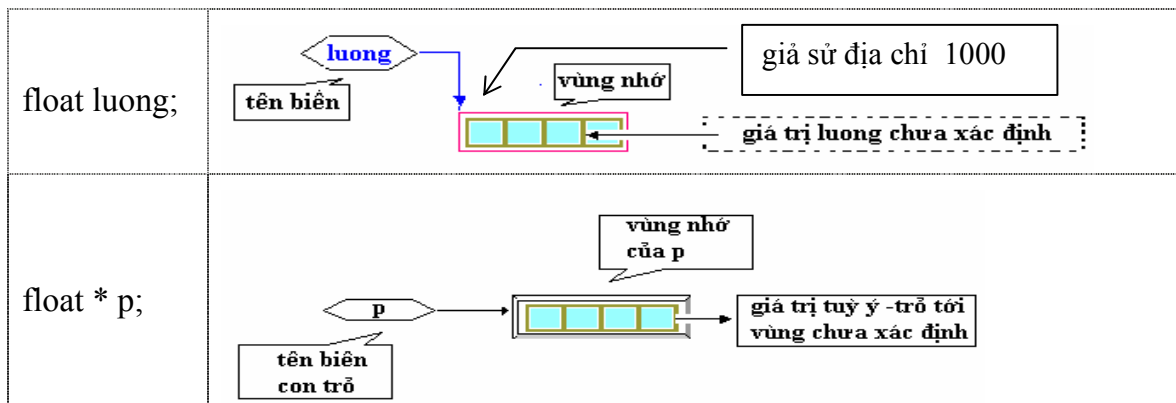 float luong;
luong
tên biến
vùng nhớ
giả sử địa chỉ 1000
giá trị luong chưa xác định
float * p;
p
tên biên
con trỏ
vùng nhớ
của p
giá trị tuỳ ý -trỏ tới
vùng chưa xác định